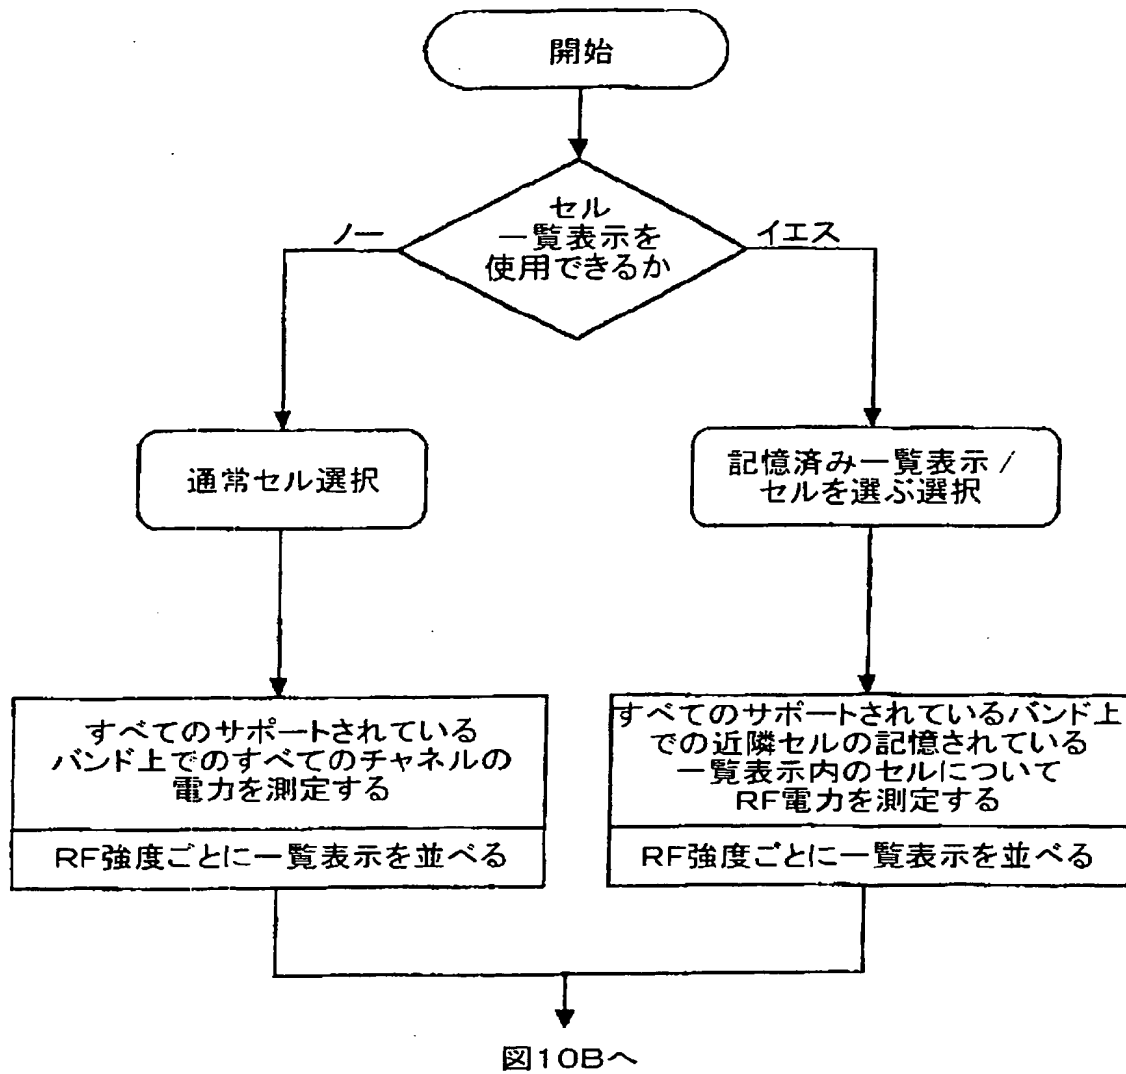 開始
セル
一覧表示を
使用できるか
ノー
イエス
通常セル選択
記憶済み一覧表示/
セルを選ぶ選択
すべてのサポートされている
バンド上でのすべてのチャネルの
電力を測定する
RF強度ごとに一覧表示を並べる
すべてのサポートされているバンド上
での近隣セルの記憶されている
一覧表示内のセルについて
RF電力を測定する
RF強度ごとに一覧表示を並べる
図10Bへ